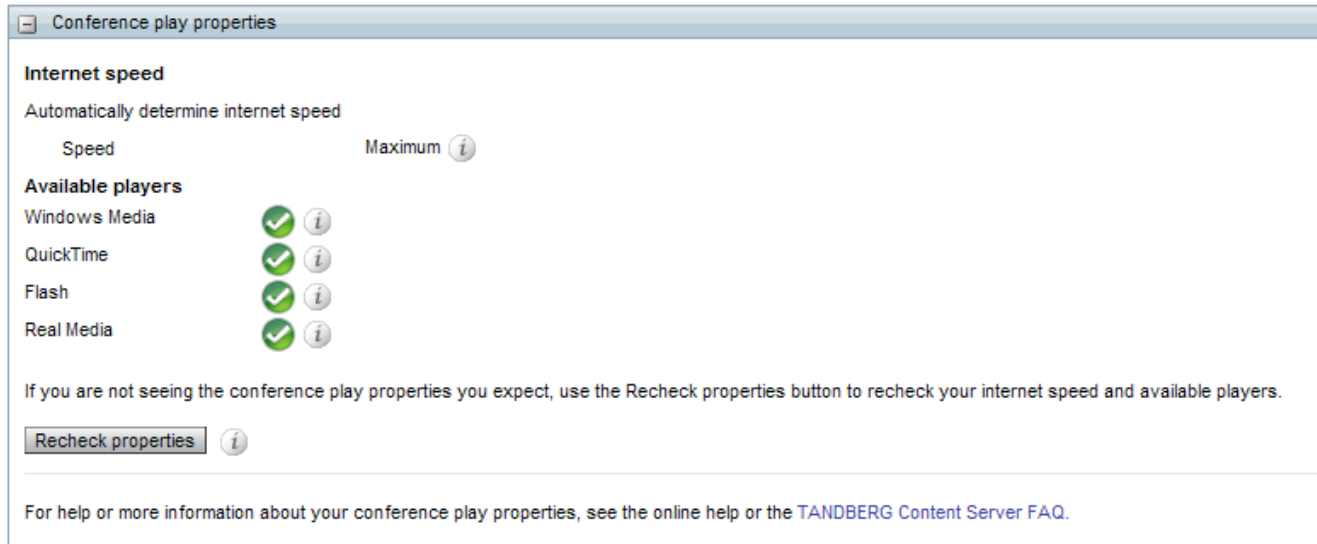 Conference play properties
Internet speed
Automatically determine internet speed
Speed Maximum i
Available players
Windows Media i
QuickTime i
Flash i
Real Media i
If you are not seeing the conference play properties you expect, use the Recheck properties button to recheck your internet speed and available players.
Recheck properties i
For help or more information about your conference play properties, see the online help or the TANDBERG Content Server FAQ.